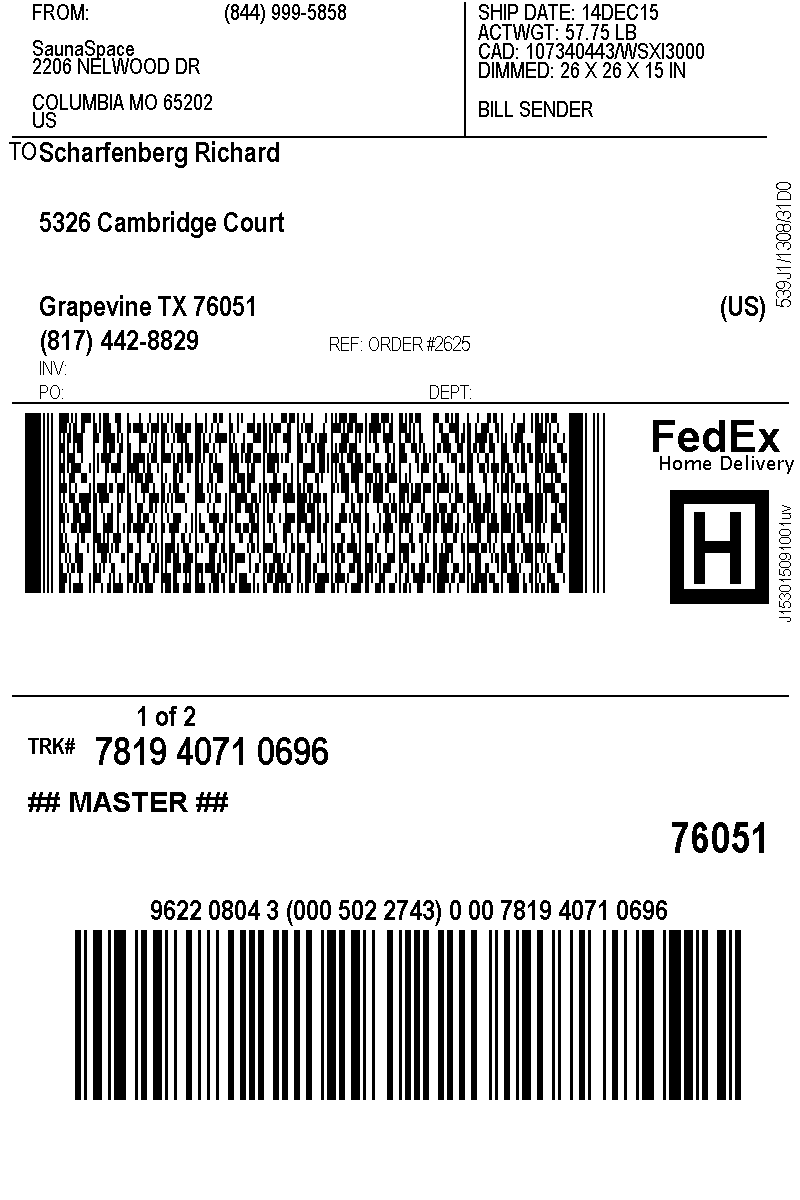 FROM: (844) 999-5858
SaunaSpace
2206 NELWOOD DR
COLUMBIA MO 65202
US
SHIP DATE: 14DEC15
ACTWGT: 57.75 LB
CAD: 107340443/WSXI3000
DIMMED: 26 X 26 X 15 IN
BILL SENDER
TO Scharfenberg Richard
5326 Cambridge Court
Grapevine TX 76051 (US)
(817) 442-8829 REF: ORDER #2625
INV:
PO: DEPT:
539J1/1308/31D0
FedEx
Home Delivery
H
J153015091001uv
1 of 2
TRK# 7819 4071 0696
## MASTER ##
76051
9622 0804 3 (000 502 2743) 0 00 7819 4071 0696